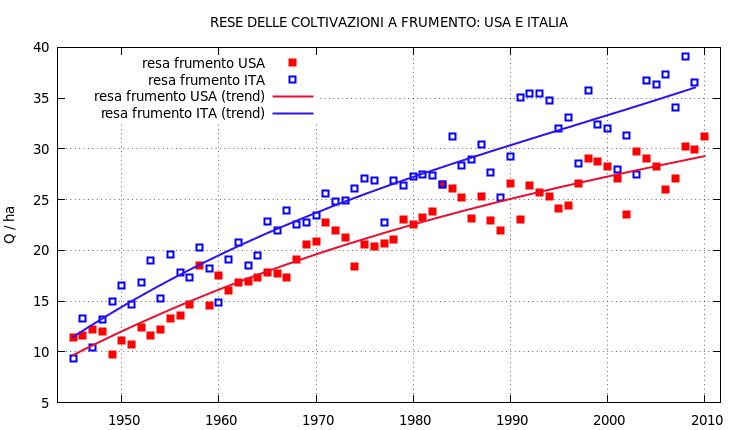 RESE DELLE COLTIVAZIONI A FRUMENTO: USA E ITALIA
resa frumento USA
resa frumento ITA
resa frumento USA (trend)
resa frumento ITA (trend)
Q / ha
40
35
30
25
20
15
10
5
1950 1960 1970 1980 1990 2000 2010